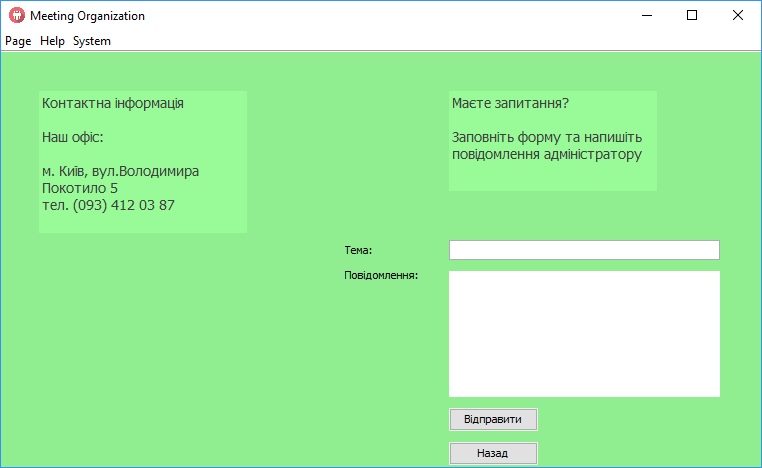 Meeting Organization
Page Help System
Контактна інформація
Наш офіс:
м. Київ, вул.Володимира
Покотило 5
тел. (093) 412 03 87
Маєте запитання?
Заповніть форму та напишіть
повідомлення адміністратору
Тема:
Повідомлення:
Відправити
Назад